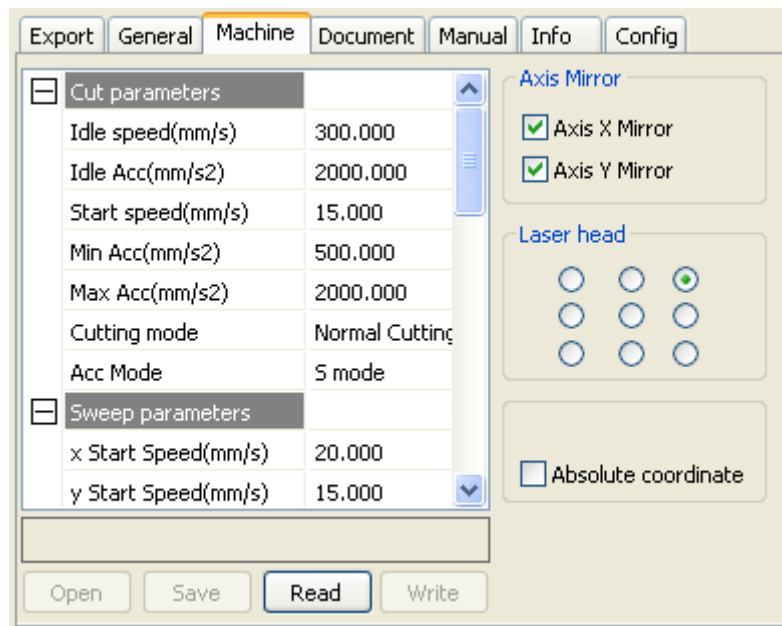 Export General Machine Document Manual Info Config
Cut parameters
Idle speed(mm/s) 300.000
Idle Acc(mm/s2) 2000.000
Start speed(mm/s) 15.000
Min Acc(mm/s2) 500.000
Max Acc(mm/s2) 2000.000
Cutting mode Normal Cutting
Acc Mode S mode
Sweep parameters
x Start Speed(mm/s) 20.000
y Start Speed(mm/s) 15.000
Open Save Read Write
Axis Mirror
Axis X Mirror
Axis Y Mirror
Laser head
Absolute coordinate